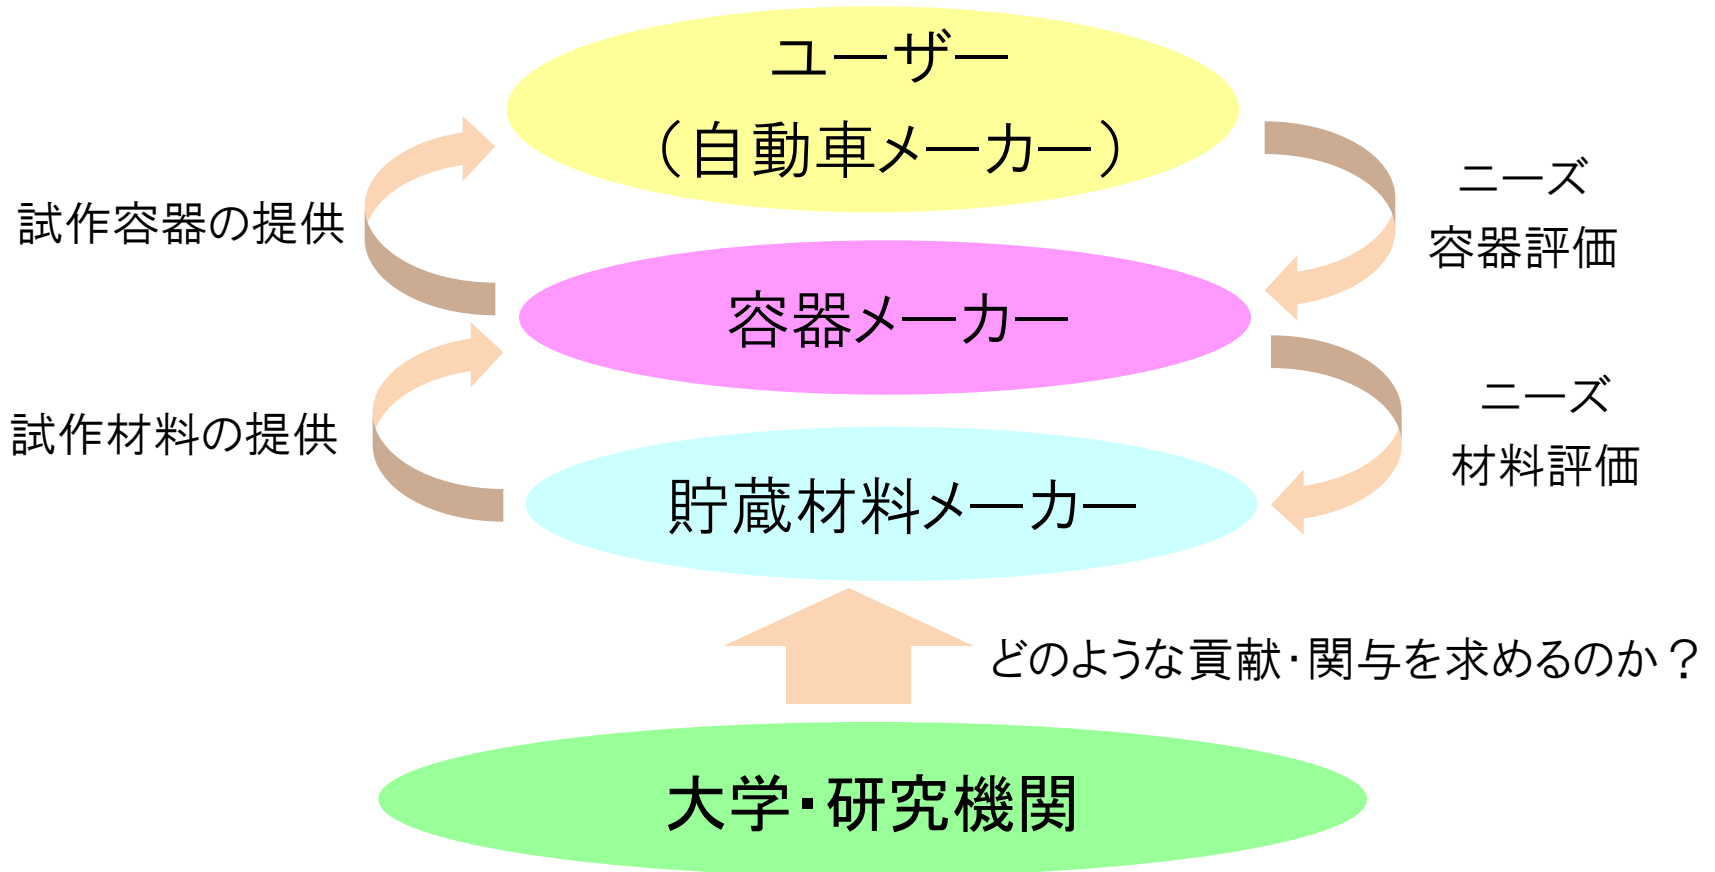 ユーザー
（自動車メーカー）
試作容器の提供
ニーズ
容器評価
容器メーカー
試作材料の提供
ニーズ
材料評価
貯蔵材料メーカー
どのような貢献・関与を求めるのか？
大学・研究機関